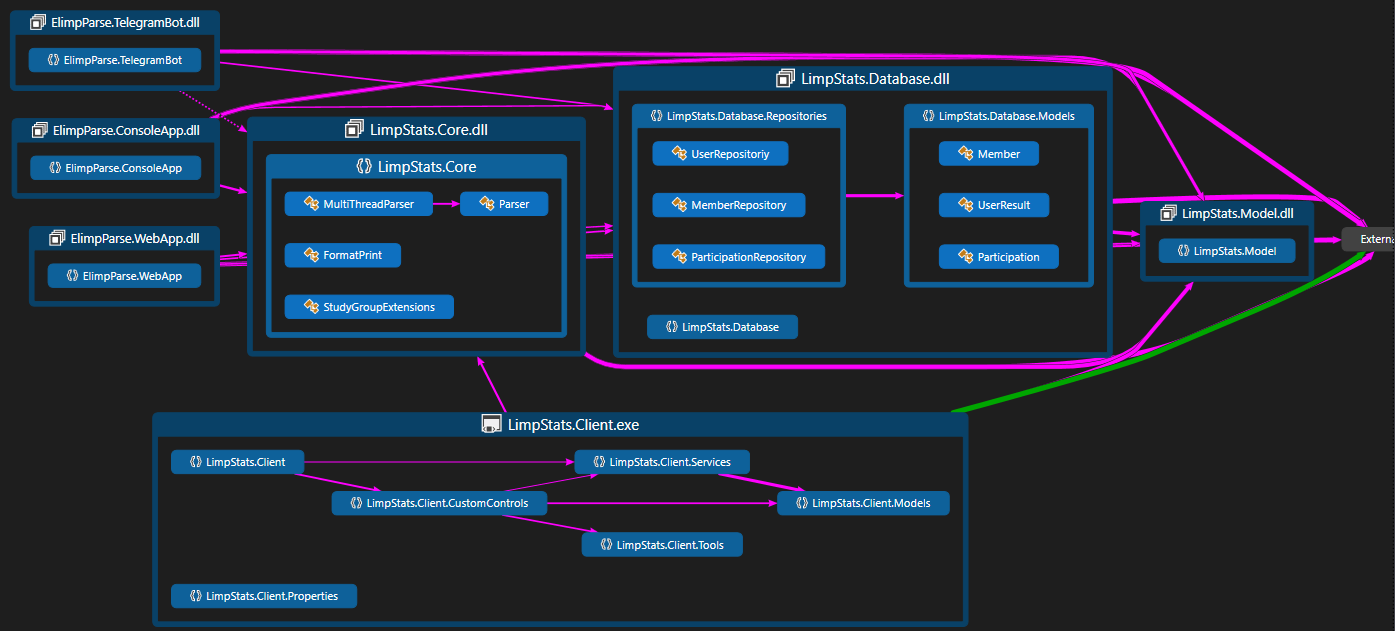 ElimpParse.TelegramBot.dll
ElimpParse.TelegramBot
ElimpParse.ConsoleApp.dll
ElimpParse.ConsoleApp
ElimpParse.WebApp.dll
ElimpParse.WebApp
LimpStats.Core.dll
LimpStats.Core
MultiThreadParser
Parser
FormatPrint
StudyGroupExtensions
LimpStats.Database.dll
LimpStats.Database.Repositories
UserRepositoriy
MemberRepository
ParticipationRepository
LimpStats.Database.Models
Member
UserResult
Participation
LimpStats.Database
LimpStats.Model.dll
LimpStats.Model
Externa
LimpStats.Client.exe
LimpStats.Client
LimpStats.Client.Services
LimpStats.Client.CustomControls
LimpStats.Client.Models
LimpStats.Client.Tools
LimpStats.Client.Properties